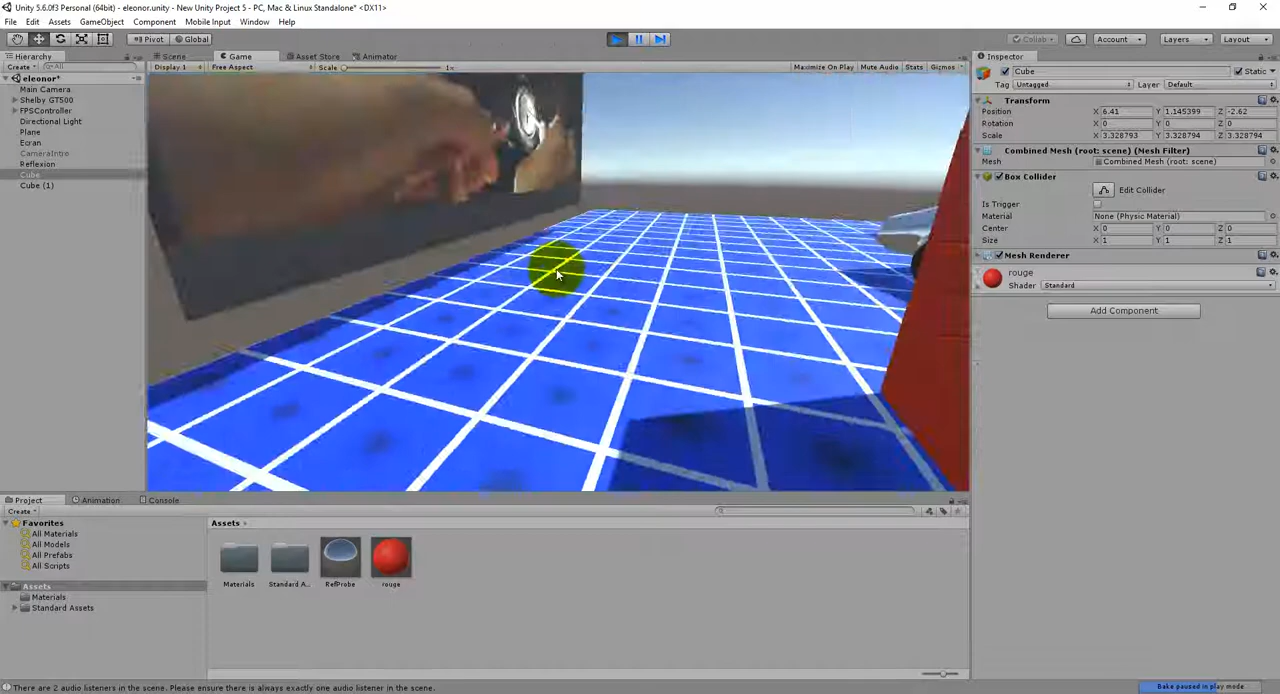 Unity 5.6.0f3 Personal (64bit) - eleonor.unity - New Unity Project 5 - PC, Mac & Linux Standalone* <DX11>
File Edit Assets GameObject Component Mobile Input Window Help
Pivot Global Collab Account Layers Layout
Hierarchy Scene Game Asset Store Animator Inspector
Create All Display 1 Free Aspect Scale 1x Maximize On Play Mute Audio Stats Gizmos Cube Static
eleonor*
Tag Untagged Layer Default
Main Camera
Shelby GT500
FPSController
Directional Light
Plane
Ecran
CameraIntro
Reflexion
Cube
Cube (1)
Transform
Position X 6.41 Y 1.145399 Z -2.62
Rotation X 0 Y 0 Z 0
Scale X 3.328793 Y 3.328794 Z 3.328794
Combined Mesh (root: scene) (Mesh Filter)
Mesh Combined Mesh (root: scene)
Box Collider
Edit Collider
Is Trigger
Material None (Physic Material)
Center X 0 Y 0 Z 0
Size X 1 Y 1 Z 1
Mesh Renderer
rouge
Shader Standard
Add Component
Project Animation Console
Create
Favorites
All Materials
All Models
All Prefabs
All Scripts
Assets
Materials
Standard Assets
Assets
Materials Standard A.. RefProbe rouge
There are 2 audio listeners in the scene. Please ensure there is always exactly one audio listener in the scene.
Bake paused in play mode